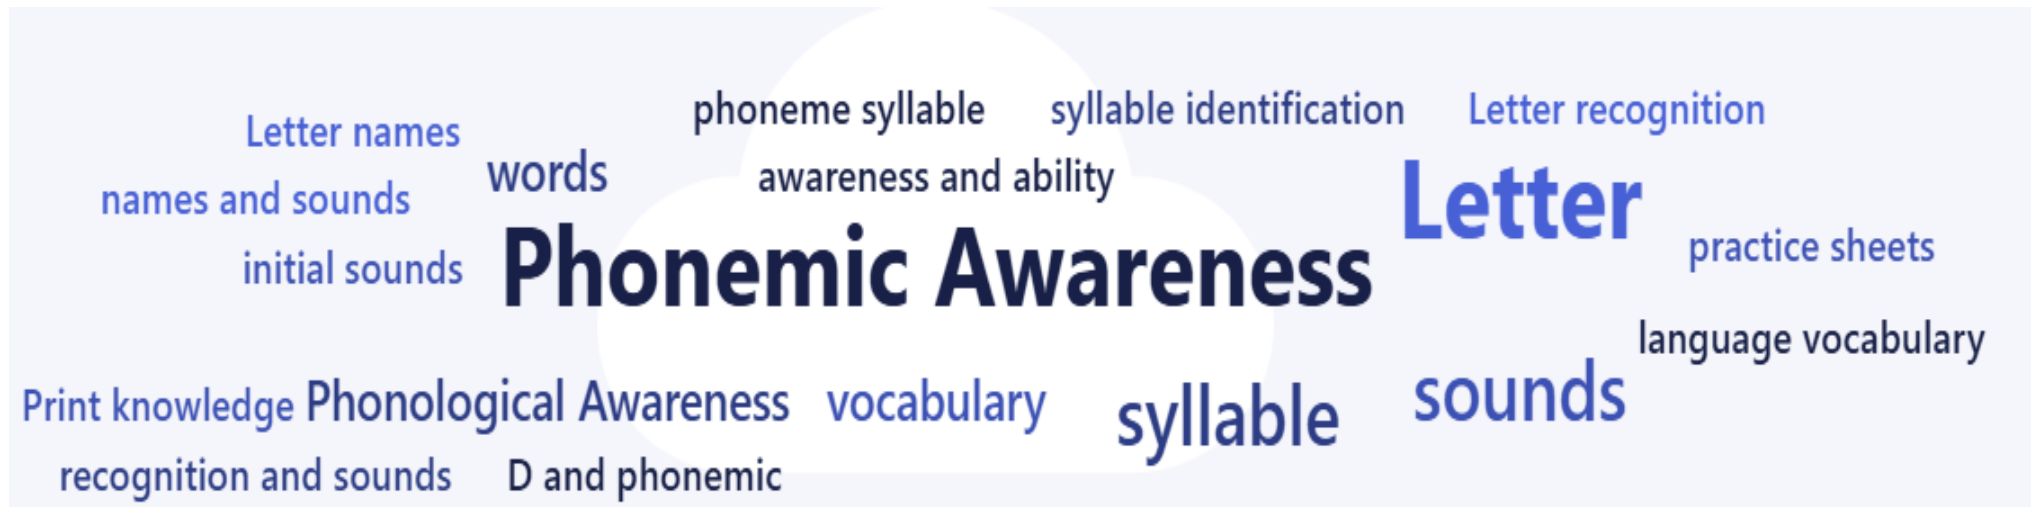 phoneme syllable syllable identification Letter recognition
Letter names
words
awareness and ability
Letter
names and sounds
practice sheets
initial sounds
Phonemic Awareness
language vocabulary
Print knowledge Phonological Awareness vocabulary syllable sounds
recognition and sounds D and phonemic